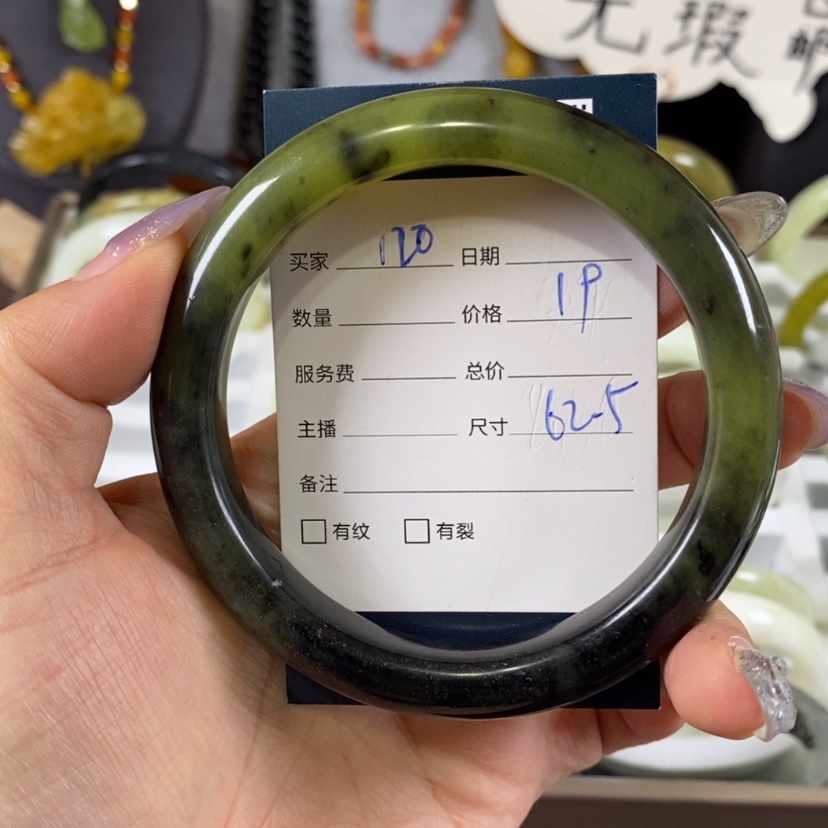 无瑕
买家 120 日期
数量 价格 1P
服务费 总价
主播 尺寸 62.5
备注
□有纹 □有裂